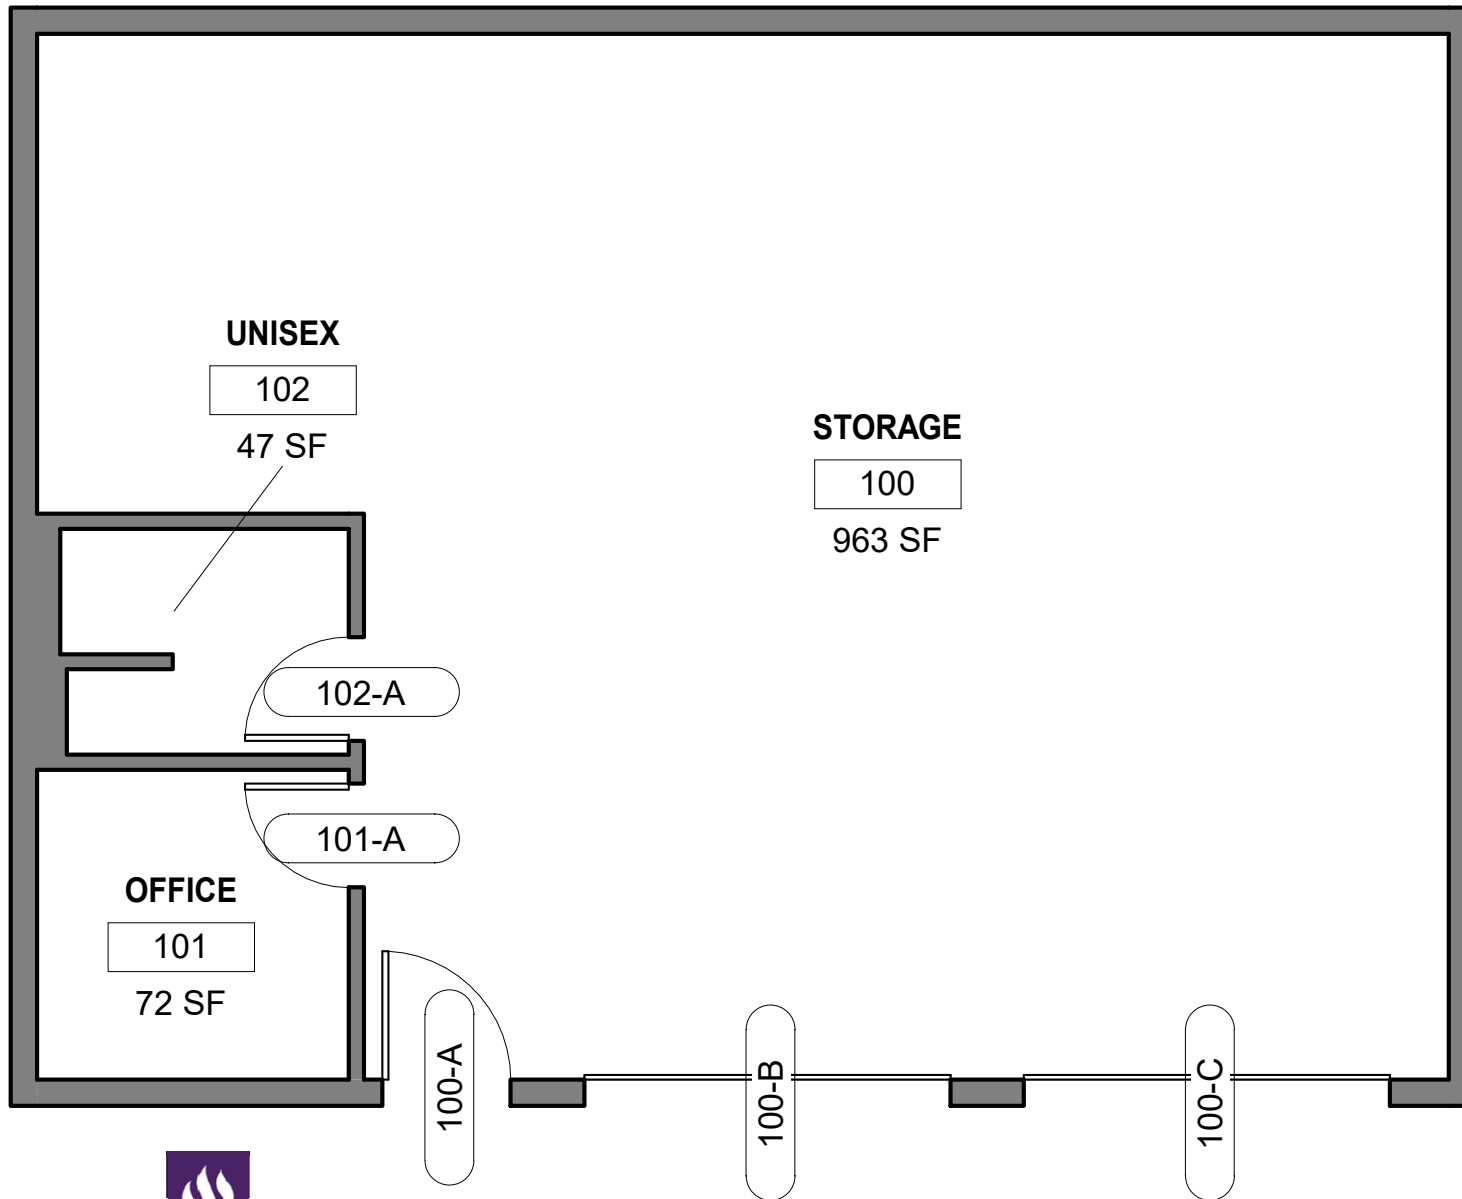 UNISEX
102
47 SF
STORAGE
100
963 SF
102-A
101-A
OFFICE
101
72 SF
100-A
100-B
100-C